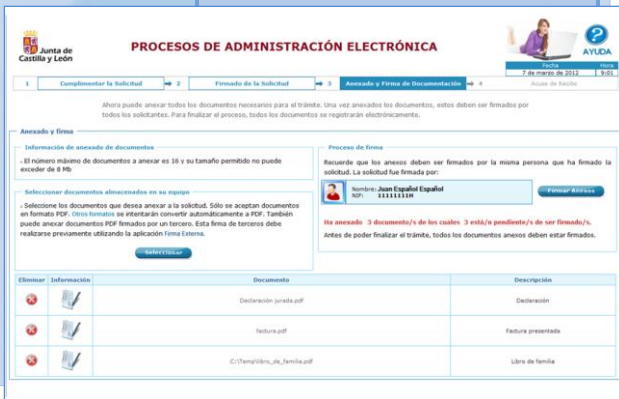 Junta de
Castilla y León
PROCESOS DE ADMINISTRACIÓN ELECTRÓNICA
AYUDA
Fecha Hora
7 de marzo de 2012 9:01
1 Cumplimentar la Solicitud 2 Firmado de la Solicitud 3 Anexado y Firma de Documentación 4 Acuse de Recibo
Ahora puede anexar todos los documentos necesarios para el trámite. Una vez anexados los documentos, estos deben ser firmados por
todos los solicitantes. Para finalizar el proceso, todos los documentos se registrarán electrónicamente.
Anexado y firma
Información de anexado de documentos
El número máximo de documentos a anexar es 16 y su tamaño permitido no puede
exceder de 8 Mb
Seleccionar documentos almacenados en su equipo
Seleccione los documentos que desea anexar a la solicitud. Sólo se aceptan documentos
en formato PDF. Otros formatos se intentarán convertir automáticamente a PDF. También
puede anexar documentos PDF firmados por un tercero. Esta firma de terceros debe
realizarse previamente utilizando la aplicación Firma Externa.
Seleccionar
Proceso de firma
Recuerde que los anexos deben ser firmados por la misma persona que ha firmado la
solicitud. La solicitud fue firmada por:
Nombre: Juan Español Español
NIF: 11111111H
Firmar Anexos
Ha anexado 3 documento/s de los cuales 3 está/n pendiente/s de ser firmado/s.
Antes de poder finalizar el trámite, todos los documentos anexos deben estar firmados.
Eliminar Información Documento Descripción
Declaración jurada.pdf Declaración
factura.pdf Factura presentada
C:\Temp\libro_de_familia.pdf Libro de familia